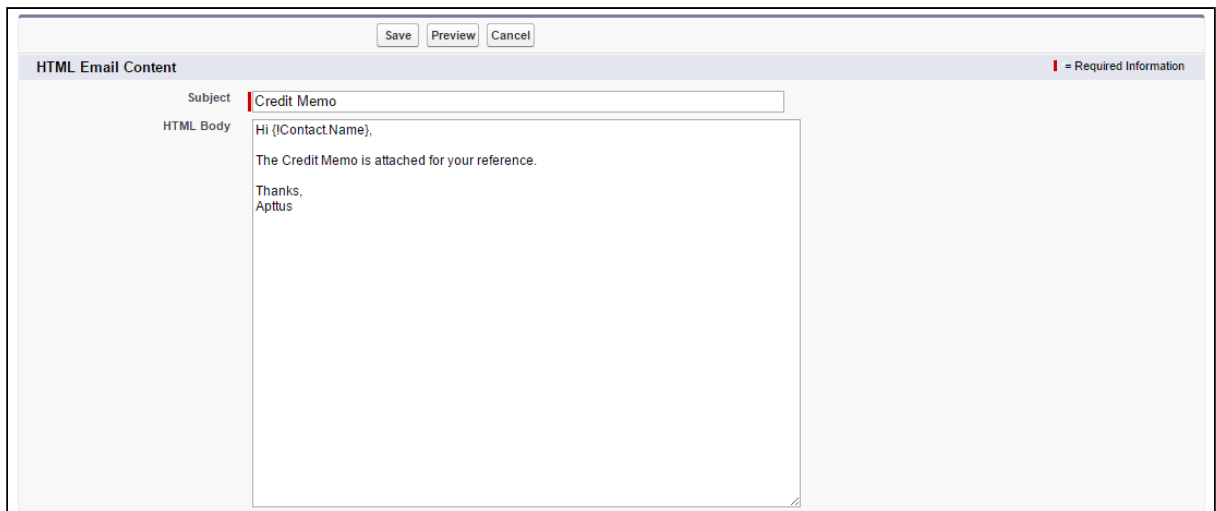 Save Preview Cancel
HTML Email Content = Required Information
Subject Credit Memo
HTML Body Hi {!Contact.Name},
The Credit Memo is attached for your reference.
Thanks,
Apttus